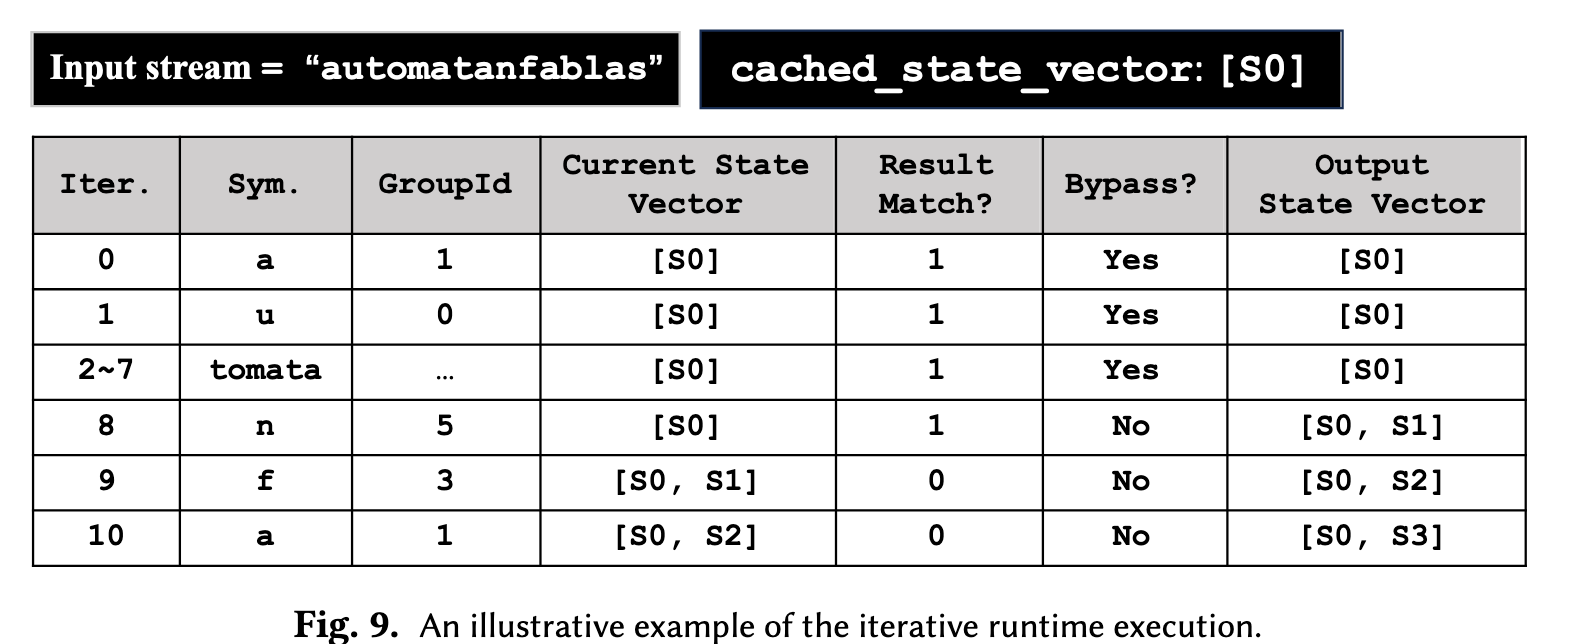 Input stream = “automatanfablas”
cached_state_vector: [S0]
Iter. Sym. GroupId Current State Vector Result Match? Bypass? Output State Vector
0 a 1 [S0] 1 Yes [S0]
1 u 0 [S0] 1 Yes [S0]
2~7 tomata … [S0] 1 Yes [S0]
8 n 5 [S0] 1 No [S0, S1]
9 f 3 [S0, S1] 0 No [S0, S2]
10 a 1 [S0, S2] 0 No [S0, S3]
Fig. 9. An illustrative example of the iterative runtime execution.